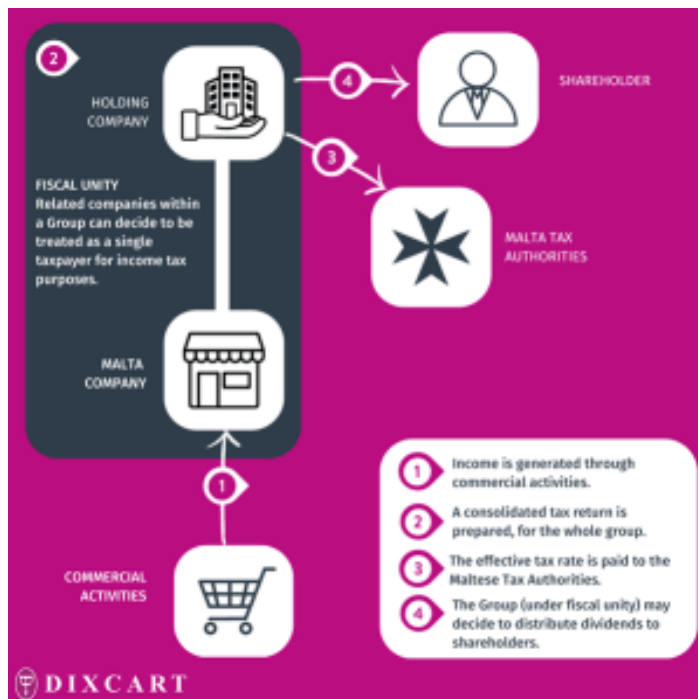 2
HOLDING
COMPANY
4
SHAREHOLDER
3
MALTA TAX
AUTHORITIES
FISCAL UNITY
Related companies within
a Group can decide to be
treated as a single
taxpayer for income tax
purposes.
MALTA
COMPANY
1
COMMERCIAL
ACTIVITIES
1 Income is generated through
commercial activities.
2 A consolidated tax return is
prepared, for the whole group.
3 The effective tax rate is paid to the
Maltese Tax Authorities.
4 The Group (under fiscal unity) may
decide to distribute dividends to
shareholders.
DIXCART